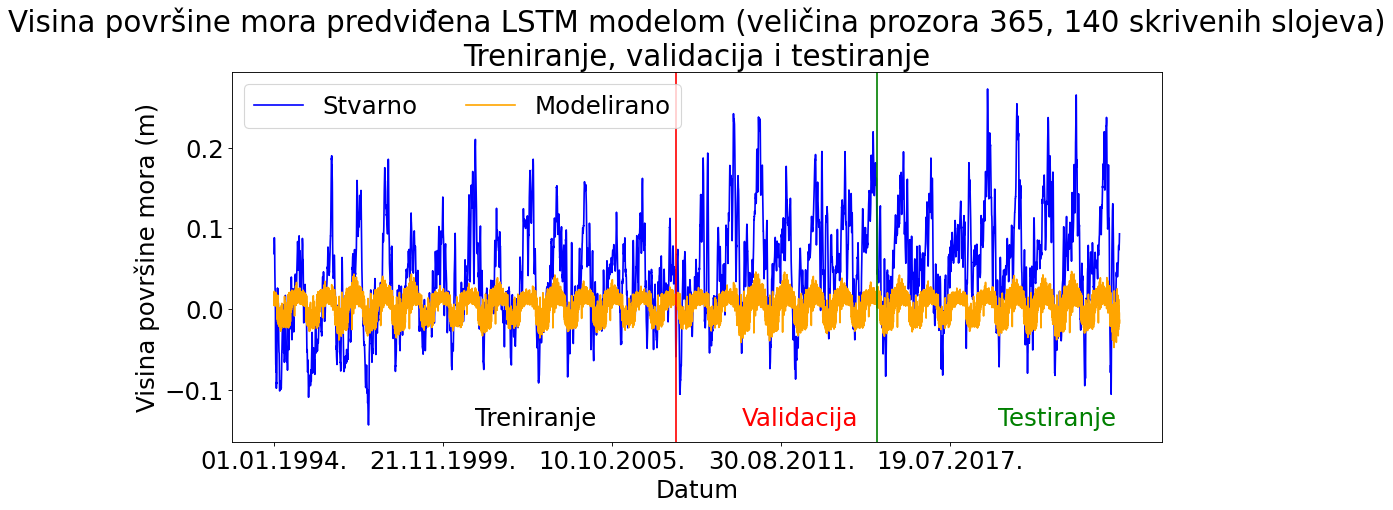 Visina površine mora predviđena LSTM modelom (veličina prozora 365, 140 skrivenih slojeva)
Treniranje, validacija i testiranje
Stvarno Modelirano
Visina površine mora (m)
0.2
0.1
0.0
−0.1
Treniranje Validacija Testiranje
01.01.1994. 21.11.1999. 10.10.2005. 30.08.2011. 19.07.2017.
Datum